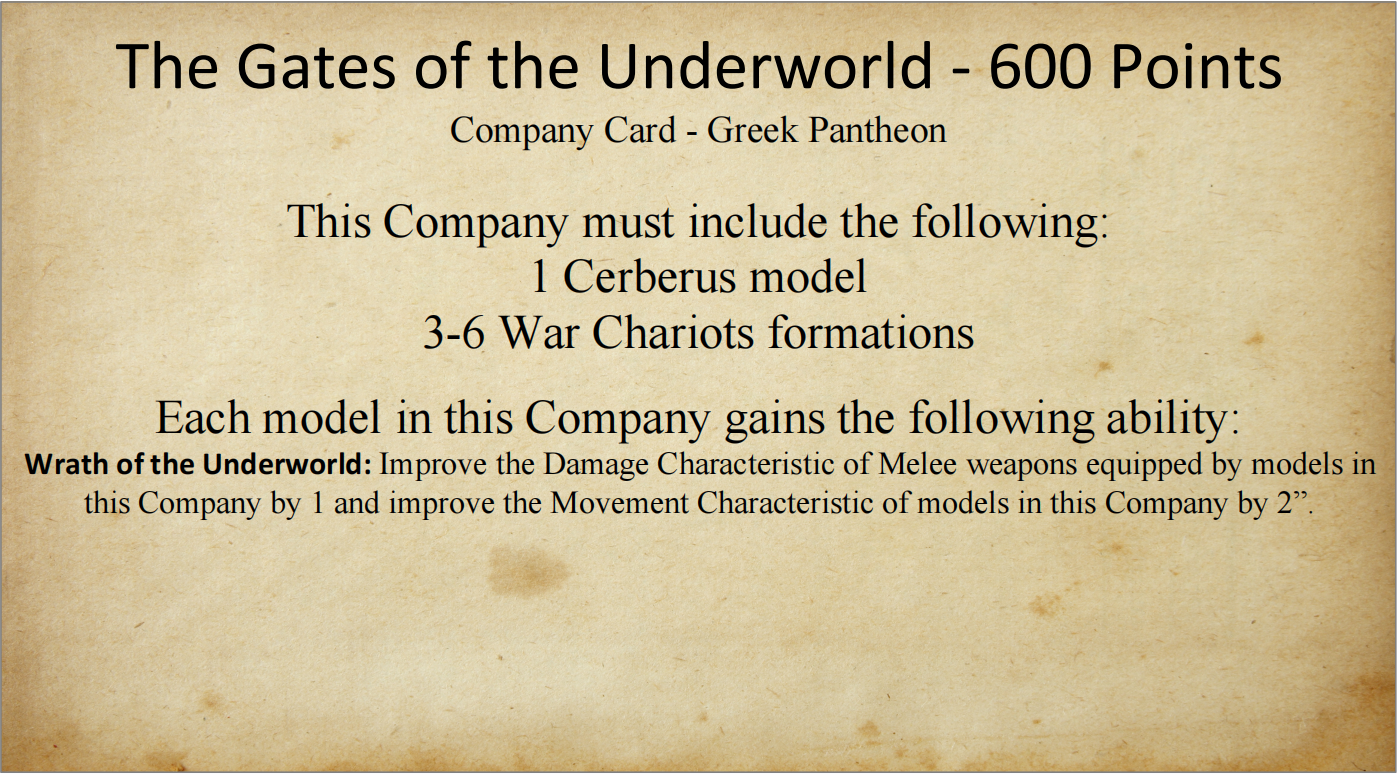 The Gates of the Underworld - 600 Points
Company Card - Greek Pantheon
This Company must include the following:
1 Cerberus model
3-6 War Chariots formations
Each model in this Company gains the following ability:
Wrath of the Underworld: Improve the Damage Characteristic of Melee weapons equipped by models in
this Company by 1 and improve the Movement Characteristic of models in this Company by 2”.